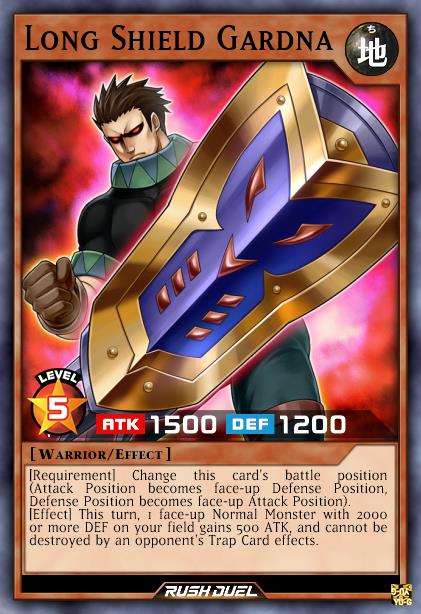 Long Shield Gardna
ち
地
LEVEL
5
ATK 1500 DEF 1200
[Warrior/Effect]
[Requirement] Change this card's battle position
(Attack Position becomes face-up Defense Position,
Defense Position becomes face-up Attack Position).
[Effect] This turn, 1 face-up Normal Monster with 2000
or more DEF on your field gains 500 ATK, and cannot be
destroyed by an opponent's Trap Card effects.
RUSH DUEL